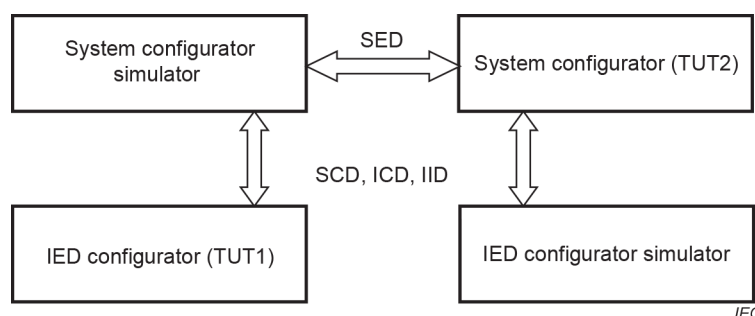 System configurator
simulator
SED
System configurator (TUT2)
SCD, ICD, IID
IED configurator (TUT1)
IED configurator simulator